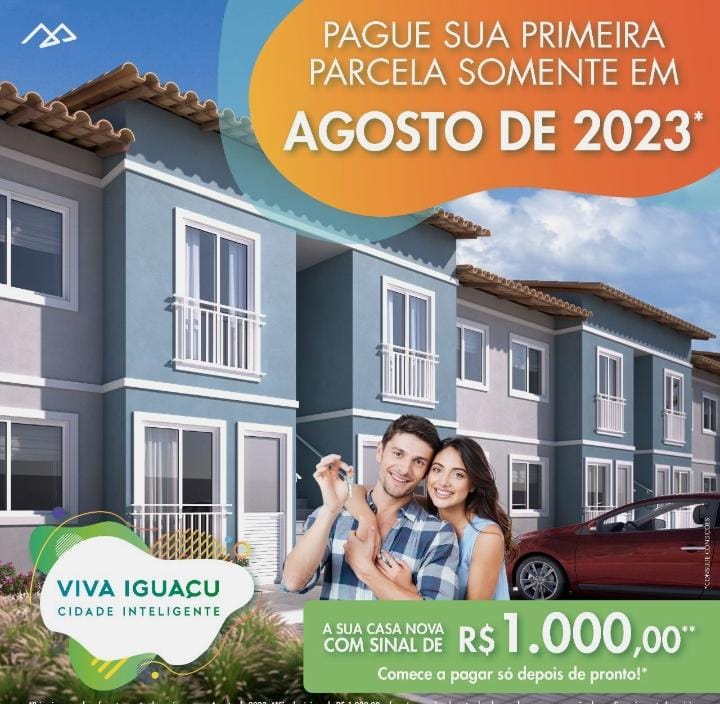 PAGUE SUA PRIMEIRA
PARCELA SOMENTE EM
AGOSTO DE 2023*
*CONSULTE CONDIÇÕES
VIVA IGUAÇU
CIDADE INTELIGENTE
A SUA CASA NOVA
COM SINAL DE R$1.000,00**
Comece a pagar só depois de pronto!*